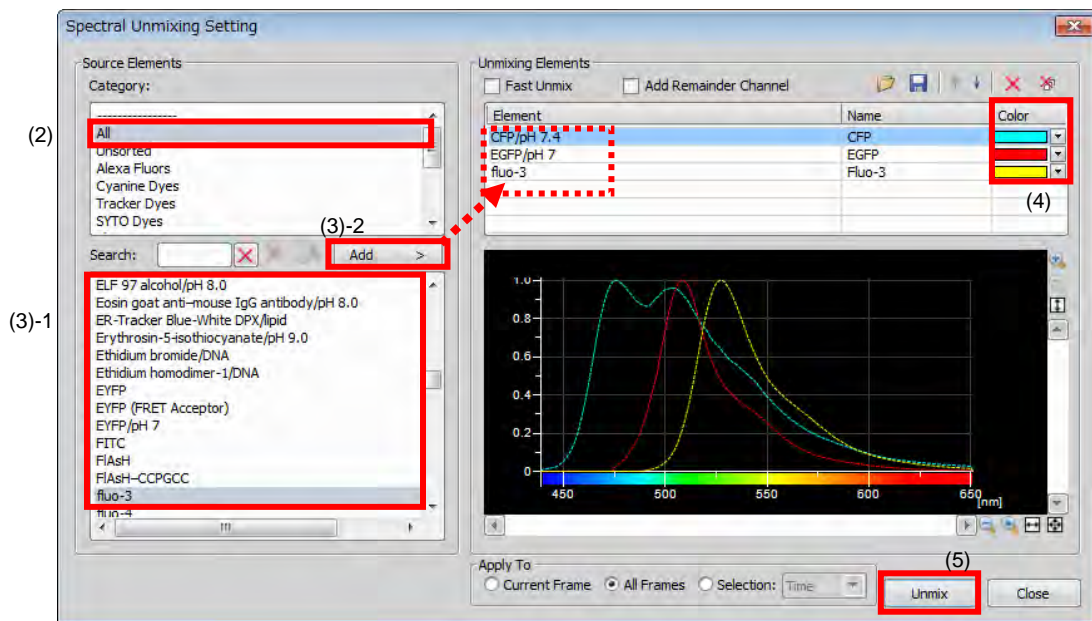 Spectral Unmixing Setting
Source Elements
Category:
----------------
(2)
All
Unsorted
Alexa Fluors
Cyanine Dyes
Tracker Dyes
SYTO Dyes
(3)-2
Search:
Add >
(3)-1
ELF 97 alcohol/pH 8.0
Eosin goat anti-mouse IgG antibody/pH 8.0
ER-Tracker Blue-White DPX/lipid
Erythrosin-5-isothiocyanate/pH 9.0
Ethidium bromide/DNA
Ethidium homodimer-1/DNA
EYFP
EYFP (FRET Acceptor)
EYFP/pH 7
FITC
FlAsH
FlAsH-CCPGCC
fluo-3
fluo-4
Unmixing Elements
Fast Unmix Add Remainder Channel
Element Name Color
CFP/pH 7.4 CFP
EGFP/pH 7 EGFP
fluo-3 Fluo-3
(4)
1.0
0.8
0.6
0.4
0.2
0
450 500 550 600 650
[nm]
Apply To
Current Frame All Frames Selection: Time
(5)
Unmix
Close